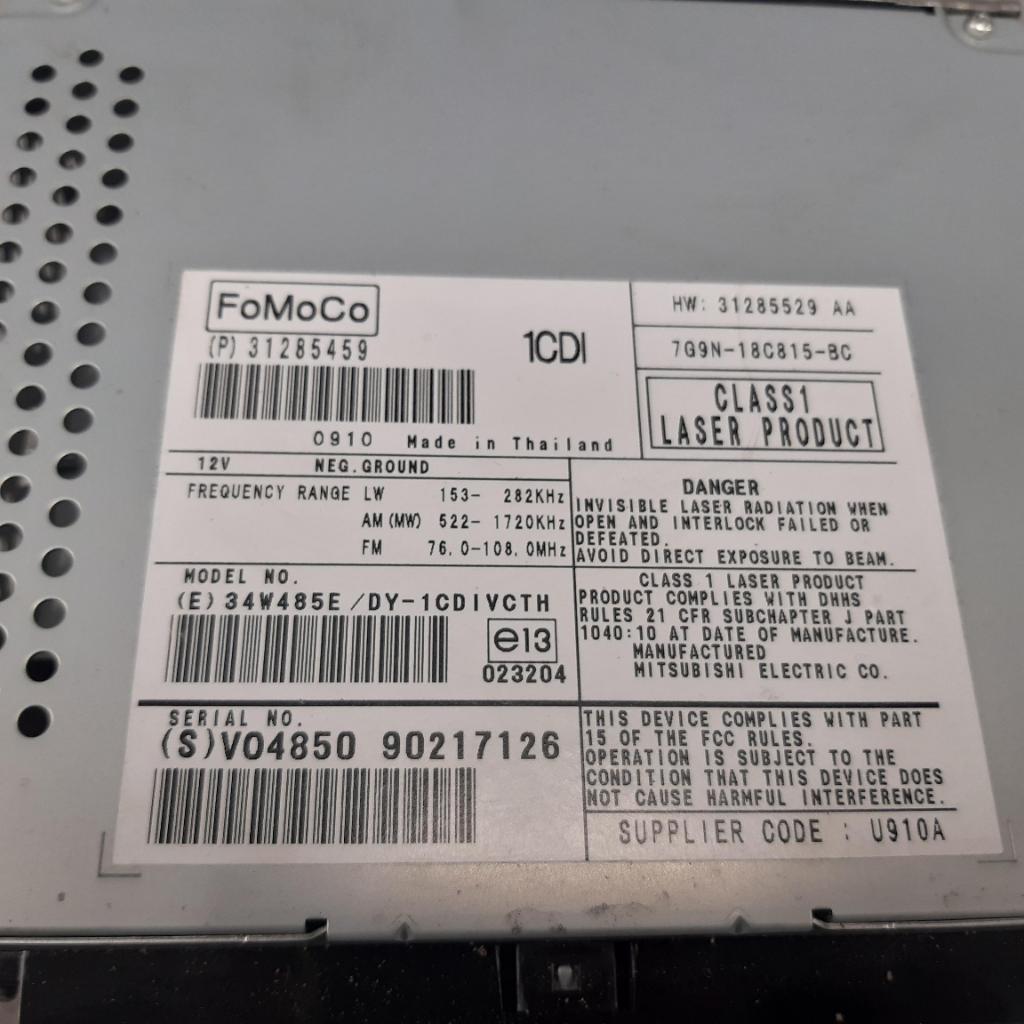 FoMoCo
(P) 31285459
1CDI
0910 Made in Thailand
HW: 31285529 AA
7G9N-18C815-BC
CLASS1
LASER PRODUCT
12V NEG.GROUND
FREQUENCY RANGE LW 153- 282KHz
AM (MW) 522- 1720KHz
FM 76.0-108.0MHz
DANGER
INVISIBLE LASER RADIATION WHEN
OPEN AND INTERLOCK FAILED OR
DEFEATED.
AVOID DIRECT EXPOSURE TO BEAM.
MODEL NO.
(E) 34W485E /DY-1CDIVCTH
e13
023204
CLASS 1 LASER PRODUCT
PRODUCT COMPLIES WITH DHHS
RULES 21 CFR SUBCHAPTER J PART
1040:10 AT DATE OF MANUFACTURE.
MANUFACTURED
MITSUBISHI ELECTRIC CO.
SERIAL NO.
(S)VO4850 90217126
THIS DEVICE COMPLIES WITH PART
15 OF THE FCC RULES.
OPERATION IS SUBJECT TO THE
CONDITION THAT THIS DEVICE DOES
NOT CAUSE HARMFUL INTERFERENCE.
SUPPLIER CODE : U910A